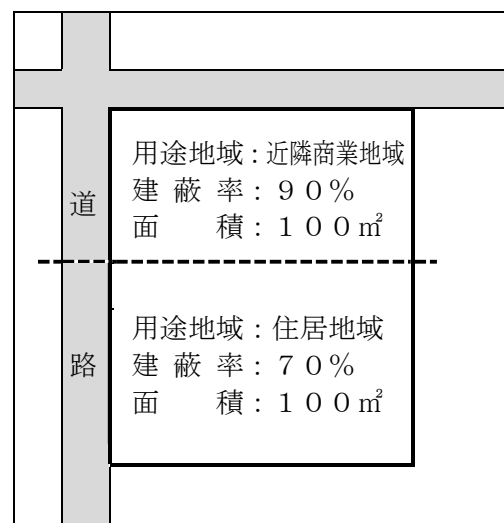 用途地域：近隣商業地域
建蔽率：９０％
面積：１００㎡
道路
用途地域：住居地域
建蔽率：７０％
面積：１００㎡